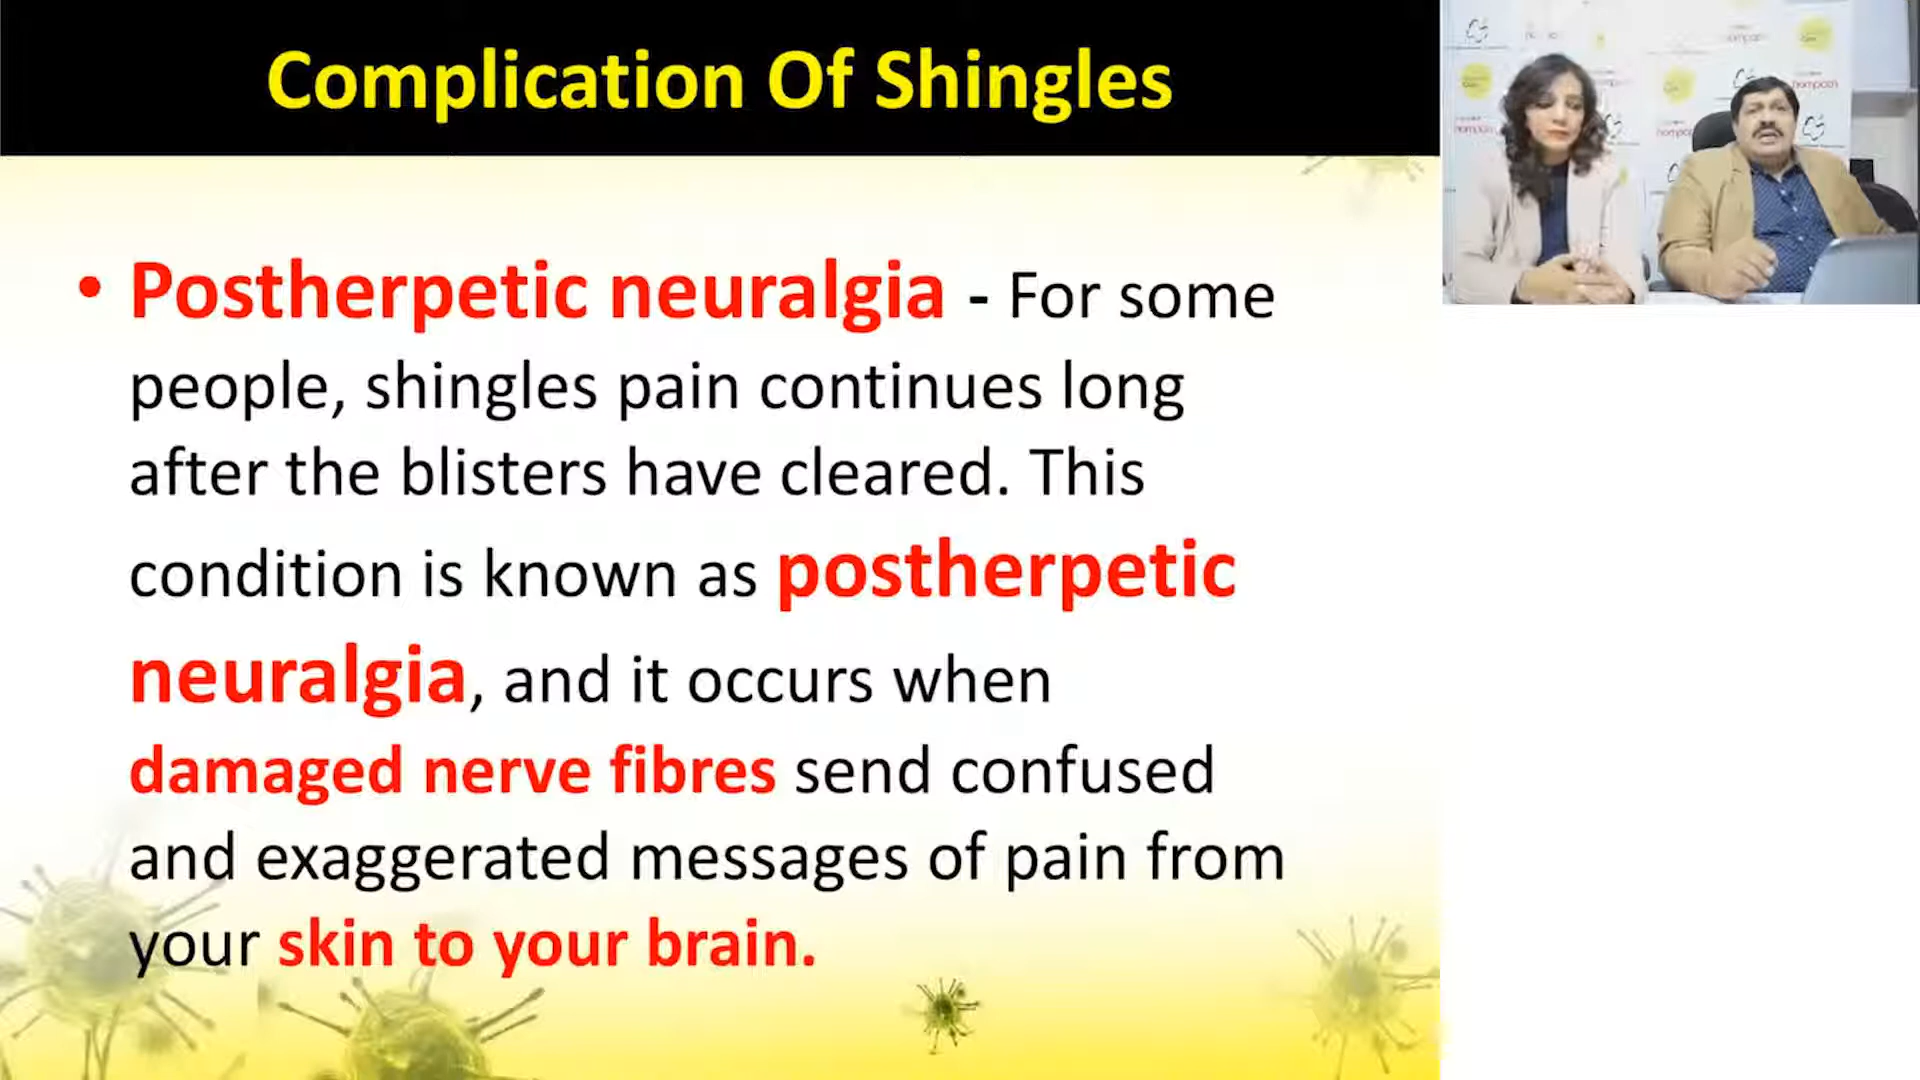 Complication Of Shingles
• Postherpetic neuralgia - For some
people, shingles pain continues long
after the blisters have cleared. This
condition is known as postherpetic
neuralgia, and it occurs when
damaged nerve fibres send confused
and exaggerated messages of pain from
your skin to your brain.